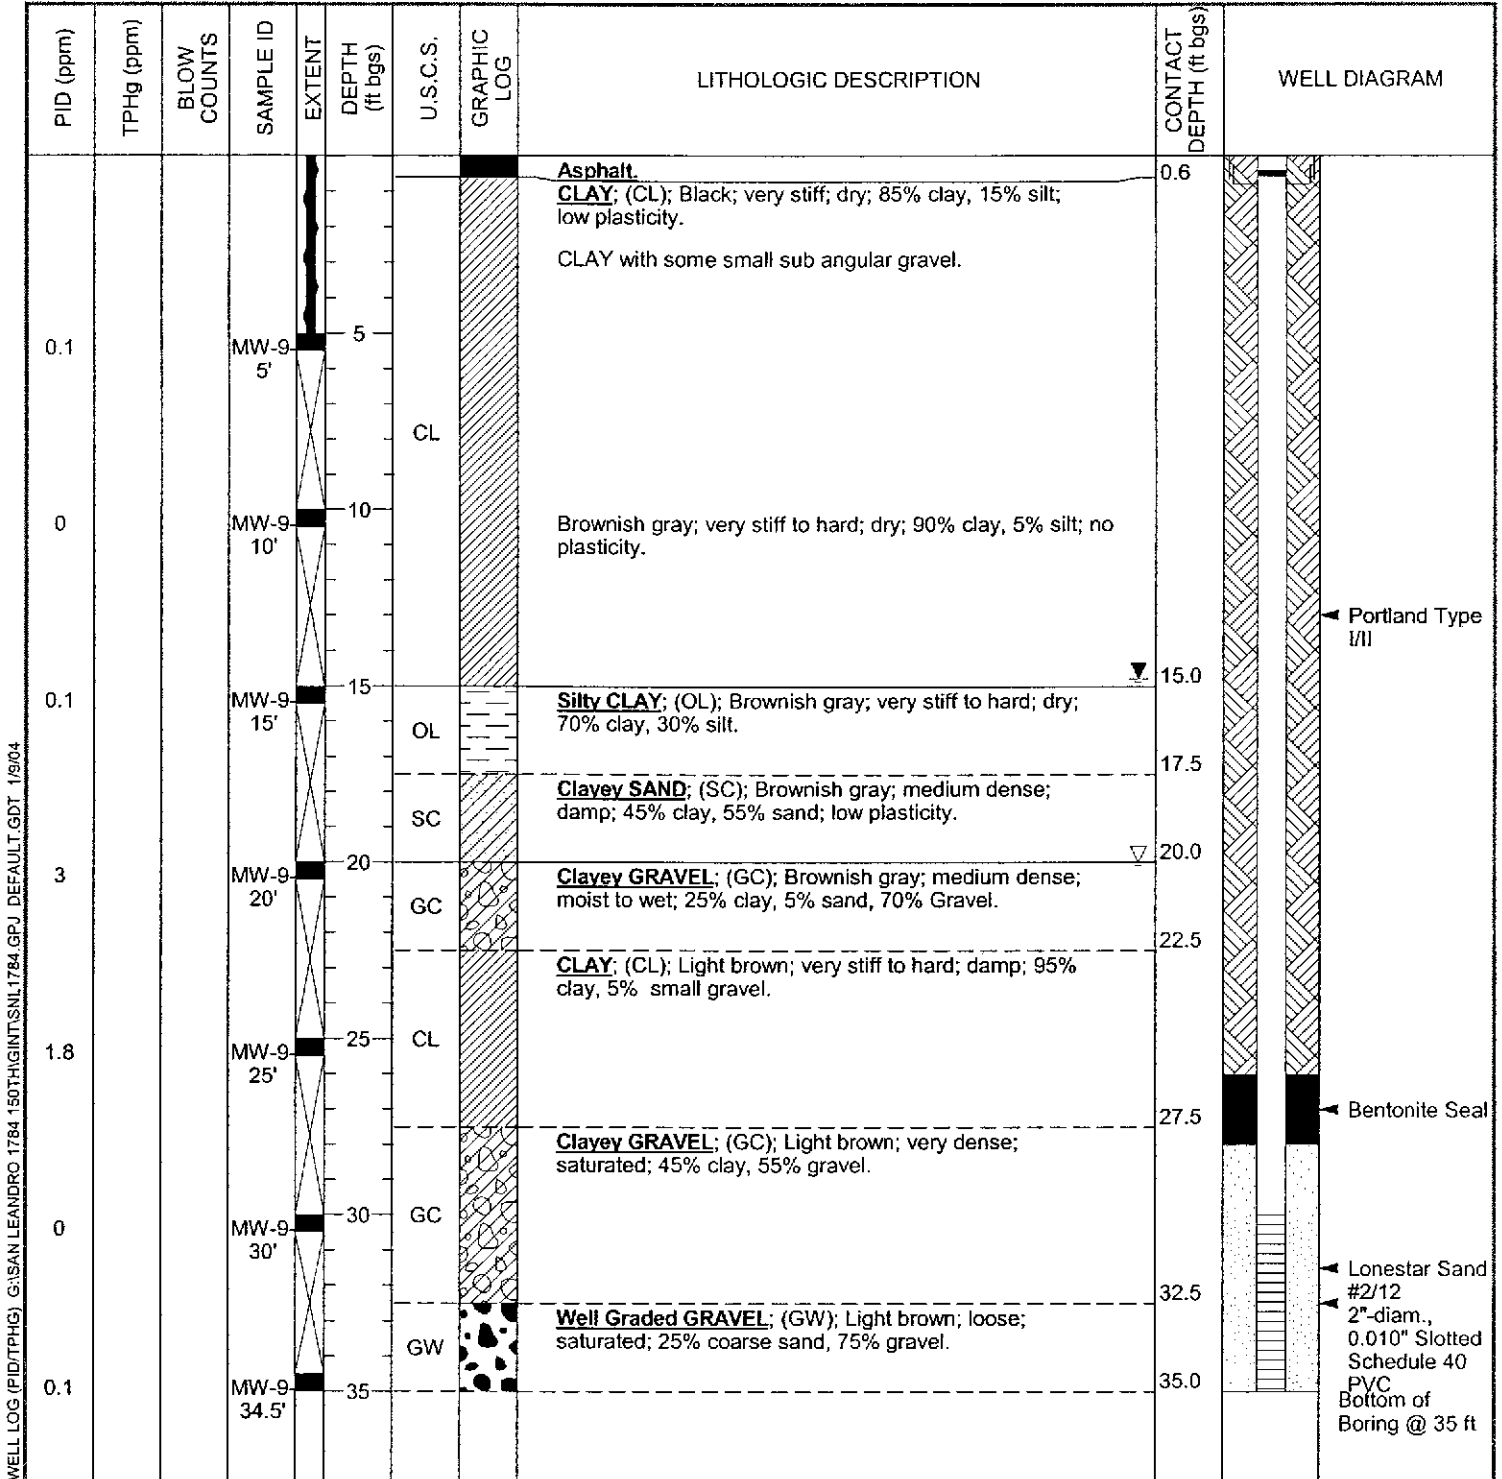 PID (ppm)
TPHg (ppm)
BLOW
COUNTS
SAMPLE ID
EXTENT
DEPTH
(ft bgs)
U.S.C.S.
GRAPHIC
LOG
LITHOLOGIC DESCRIPTION
CONTACT
DEPTH (ft bgs)
WELL DIAGRAM
Asphalt.
0.6
CLAY; (CL); Black; very stiff; dry; 85% clay, 15% silt;
low plasticity.
CLAY with some small sub angular gravel.
5
0.1
MW-9
5'
CL
10
0
MW-9
10'
Brownish gray; very stiff to hard; dry; 90% clay, 5% silt; no
plasticity.
Portland Type
I/II
15.0
15
0.1
MW-9
15'
Silty CLAY; (OL); Brownish gray; very stiff to hard; dry;
70% clay, 30% silt.
OL
17.5
Clayey SAND; (SC); Brownish gray; medium dense;
damp; 45% clay, 55% sand; low plasticity.
SC
20.0
20
3
MW-9
20'
Clayey GRAVEL; (GC); Brownish gray; medium dense;
moist to wet; 25% clay, 5% sand, 70% Gravel.
GC
22.5
CLAY; (CL); Light brown; very stiff to hard; damp; 95%
clay, 5% small gravel.
25
CL
1.8
MW-9
25'
27.5
Bentonite Seal
Clayey GRAVEL; (GC); Light brown; very dense;
saturated; 45% clay, 55% gravel.
30
GC
0
MW-9
30'
Lonestar Sand
#2/12
32.5
2"-diam.,
0.010" Slotted
Schedule 40
PVC
Well Graded GRAVEL; (GW); Light brown; loose;
saturated; 25% coarse sand, 75% gravel.
GW
35.0
35
0.1
MW-9
34.5'
Bottom of
Boring @ 35 ft
WELL LOG (PID/TPHG) G:\SAN LEANDRO 1784 150TH\GINT\SNL1784.GPJ DEFAULT.GDT 1/9/04